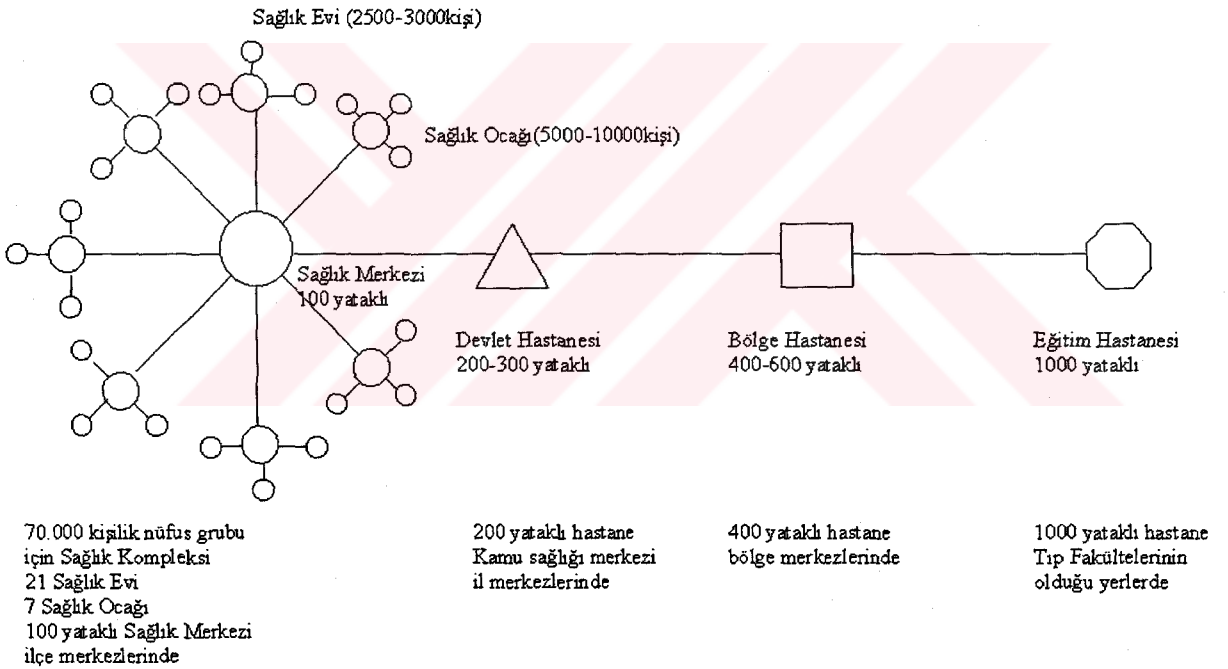 Sağlık Evi (2500-3000kişi)
Sağlık Ocağı(5000-10000kişi)
Sağlık Merkezi
100 yataklı
Devlet Hastanesi
200-300 yataklı
Bölge Hastanesi
400-600 yataklı
Eğitim Hastanesi
1000 yataklı
70.000 kişilik nüfus grubu
için Sağlık Kompleksi
21 Sağlık Evi
7 Sağlık Ocağı
100 yataklı Sağlık Merkezi
ilçe merkezlerinde
200 yataklı hastane
Kamu sağlığı merkezi
il merkezlerinde
400 yataklı hastane
bölge merkezlerinde
1000 yataklı hastane
Tıp Fakültelerinin
olduğu yerlerde